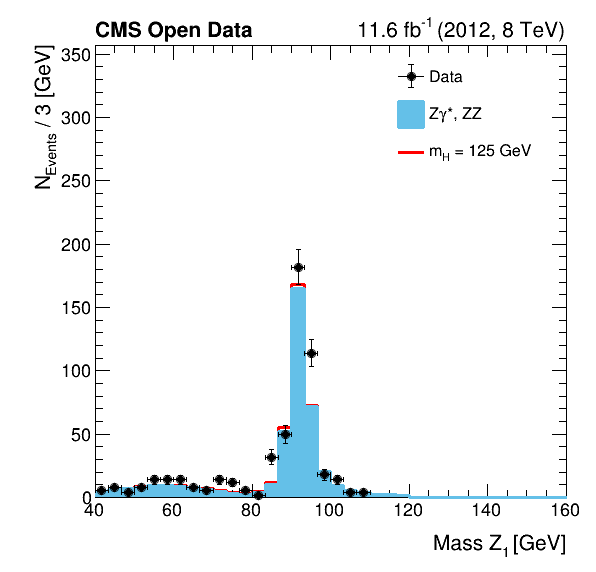 CMS Open Data
11.6 fb⁻¹ (2012, 8 TeV)
N_Events / 3 [GeV]
350
300
250
200
150
100
50
0
Data
Zγ*, ZZ
m_H = 125 GeV
40 60 80 100 120 140 160
Mass Z₁ [GeV]